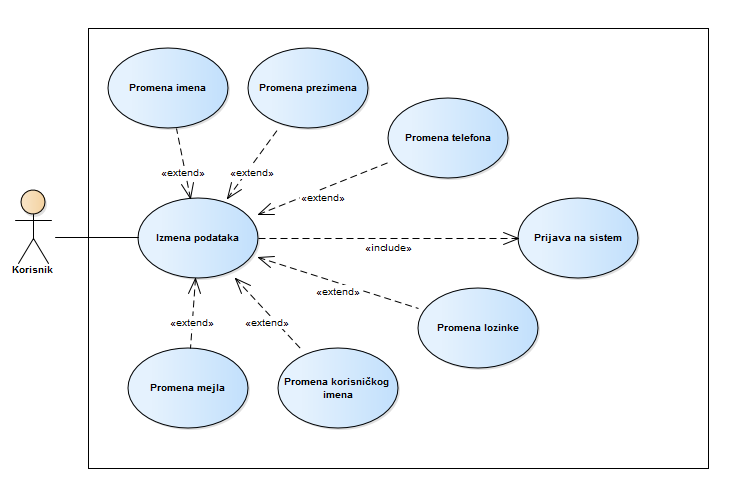 Promena imena
Promena prezimena
Promena telefona
«extend»
«extend»
«extend»
Izmena podataka
Prijava na sistem
«include»
Korisnik
«extend»
«extend»
«extend»
Promena lozinke
Promena mejla
Promena korisničkog
imena